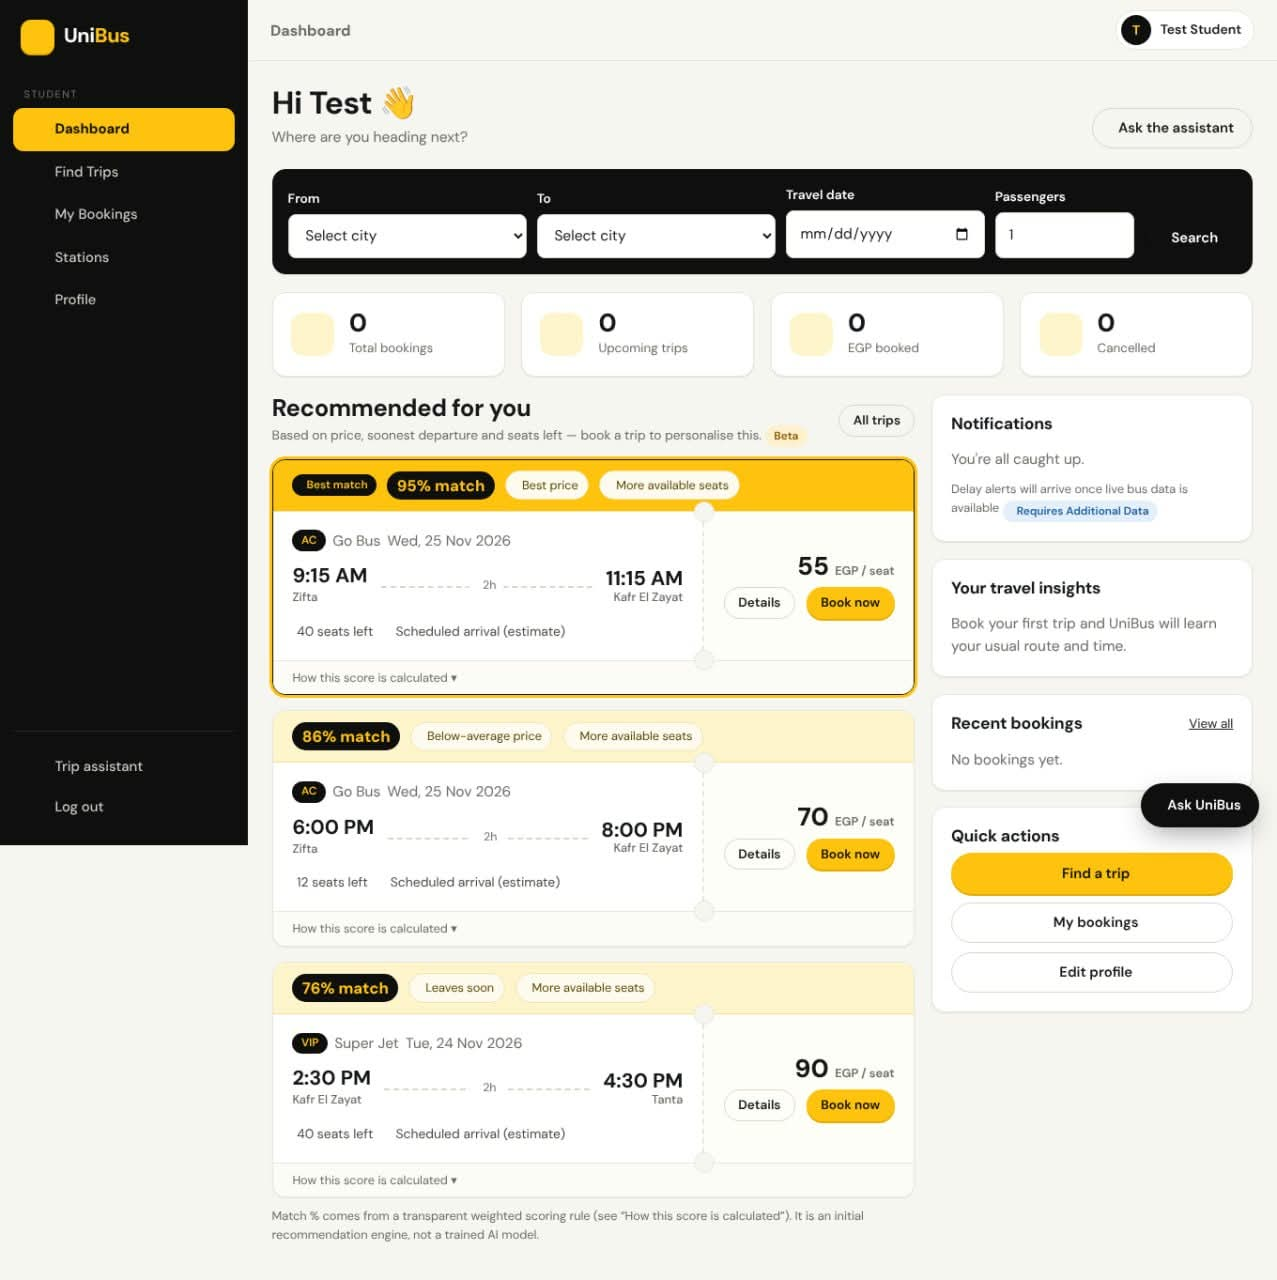 UniBus
STUDENT
Dashboard
Find Trips
My Bookings
Stations
Profile
Trip assistant
Log out
Dashboard
T Test Student
Hi Test 👋
Where are you heading next?
Ask the assistant
From To Travel date Passengers
Select city Select city mm/dd/yyyy 1 Search
0
Total bookings
0
Upcoming trips
0
EGP booked
0
Cancelled
Recommended for you
Based on price, soonest departure and seats left — book a trip to personalise this. Beta
All trips
Best match 95% match Best price More available seats
AC Go Bus Wed, 25 Nov 2026
9:15 AM 2h 11:15 AM
Zifta Kafr El Zayat
40 seats left Scheduled arrival (estimate)
55 EGP / seat
Details Book now
How this score is calculated ▾
86% match Below-average price More available seats
AC Go Bus Wed, 25 Nov 2026
6:00 PM 2h 8:00 PM
Zifta Kafr El Zayat
12 seats left Scheduled arrival (estimate)
70 EGP / seat
Details Book now
How this score is calculated ▾
76% match Leaves soon More available seats
VIP Super Jet Tue, 24 Nov 2026
2:30 PM 2h 4:30 PM
Kafr El Zayat Tanta
40 seats left Scheduled arrival (estimate)
90 EGP / seat
Details Book now
How this score is calculated ▾
Match % comes from a transparent weighted scoring rule (see “How this score is calculated”). It is an initial
recommendation engine, not a trained AI model.
Notifications
You're all caught up.
Delay alerts will arrive once live bus data is
available Requires Additional Data
Your travel insights
Book your first trip and UniBus will learn
your usual route and time.
Recent bookings View all
No bookings yet.
Ask UniBus
Quick actions
Find a trip
My bookings
Edit profile